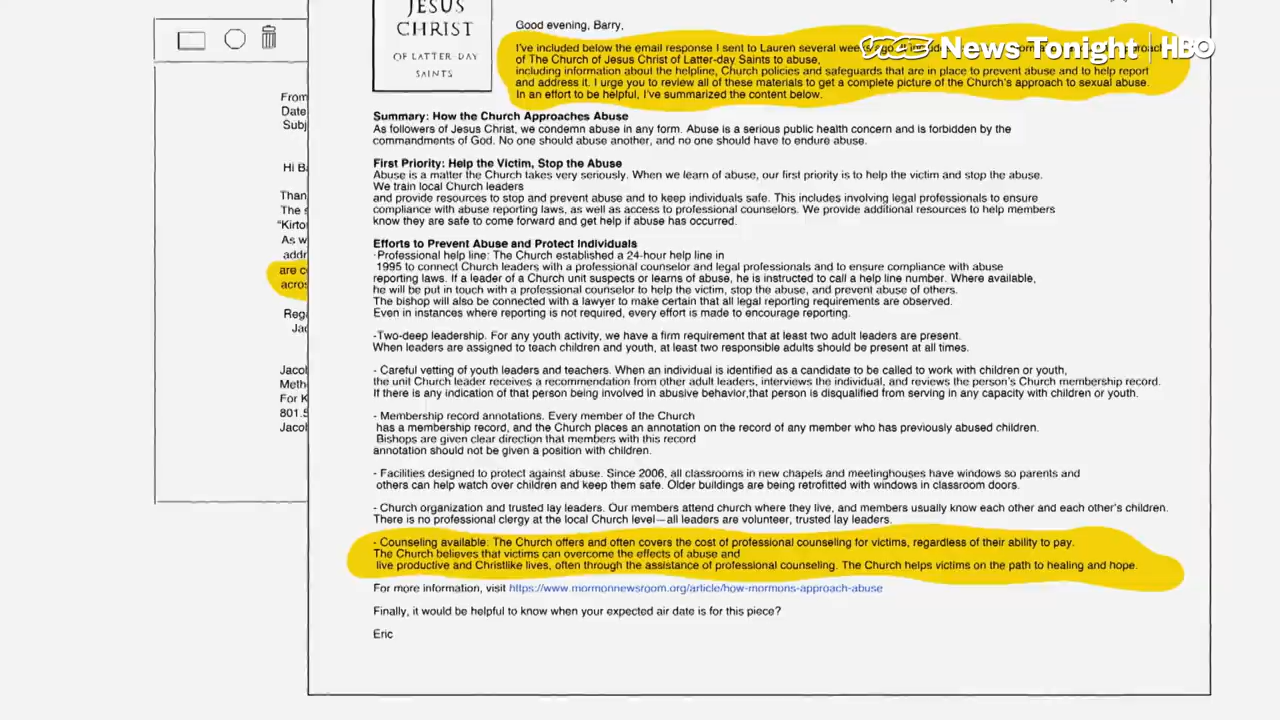 JESUS
CHRIST
OF LATTER-DAY
SAINTS
VICE News Tonight | HBO
Good evening, Barry,
I've included below the email response I sent to Lauren several
of The Church of Jesus Christ of Latter-day Saints to abuse,
including information about the helpline, Church policies and safeguards that are in place to prevent abuse and to help report
and address it. I urge you to review all of these materials to get a complete picture of the Church's approach to sexual abuse.
In an effort to be helpful, I've summarized the content below.
Summary: How the Church Approaches Abuse
As followers of Jesus Christ, we condemn abuse in any form. Abuse is a serious public health concern and is forbidden by the
commandments of God. No one should abuse another, and no one should have to endure abuse.
First Priority: Help the Victim, Stop the Abuse
Abuse is a matter the Church takes very seriously. When we learn of abuse, our first priority is to help the victim and stop the abuse.
We train local Church leaders
and provide resources to stop and prevent abuse and to keep individuals safe. This includes involving legal professionals to ensure
compliance with abuse reporting laws, as well as access to professional counselors. We provide additional resources to help members
know they are safe to come forward and get help if abuse has occurred.
Efforts to Prevent Abuse and Protect Individuals
·Professional help line: The Church established a 24-hour help line in
1995 to connect Church leaders with a professional counselor and legal professionals and to ensure compliance with abuse
reporting laws. If a leader of a Church unit suspects or learns of abuse, he is instructed to call a help line number. Where available,
he will be put in touch with a professional counselor to help the victim, stop the abuse, and prevent abuse of others.
The bishop will also be connected with a lawyer to make certain that all legal reporting requirements are observed.
Even in instances where reporting is not required, every effort is made to encourage reporting.
-Two-deep leadership. For any youth activity, we have a firm requirement that at least two adult leaders are present.
When leaders are assigned to teach children and youth, at least two responsible adults should be present at all times.
- Careful vetting of youth leaders and teachers. When an individual is identified as a candidate to be called to work with children or youth,
the unit Church leader receives a recommendation from other adult leaders, interviews the individual, and reviews the person's Church membership record.
If there is any indication of that person being involved in abusive behavior,that person is disqualified from serving in any capacity with children or youth.
- Membership record annotations. Every member of the Church
has a membership record, and the Church places an annotation on the record of any member who has previously abused children.
Bishops are given clear direction that members with this record
annotation should not be given a position with children.
- Facilities designed to protect against abuse. Since 2006, all classrooms in new chapels and meetinghouses have windows so parents and
others can help watch over children and keep them safe. Older buildings are being retrofitted with windows in classroom doors.
- Church organization and trusted lay leaders. Our members attend church where they live, and members usually know each other and each other's children.
There is no professional clergy at the local Church level—all leaders are volunteer, trusted lay leaders.
- Counseling available: The Church offers and often covers the cost of professional counseling for victims, regardless of their ability to pay.
The Church believes that victims can overcome the effects of abuse and
live productive and Christlike lives, often through the assistance of professional counseling. The Church helps victims on the path to healing and hope.
For more information, visit https://www.mormonnewsroom.org/article/how-mormons-approach-abuse
Finally, it would be helpful to know when your expected air date is for this piece?
Eric
From
Date
Subj
Hi Ba
Than
The s
"Kirto
As w
addr
are c
acros
Rega
Jac
Jacol
Meth
For K
801.5
Jacob